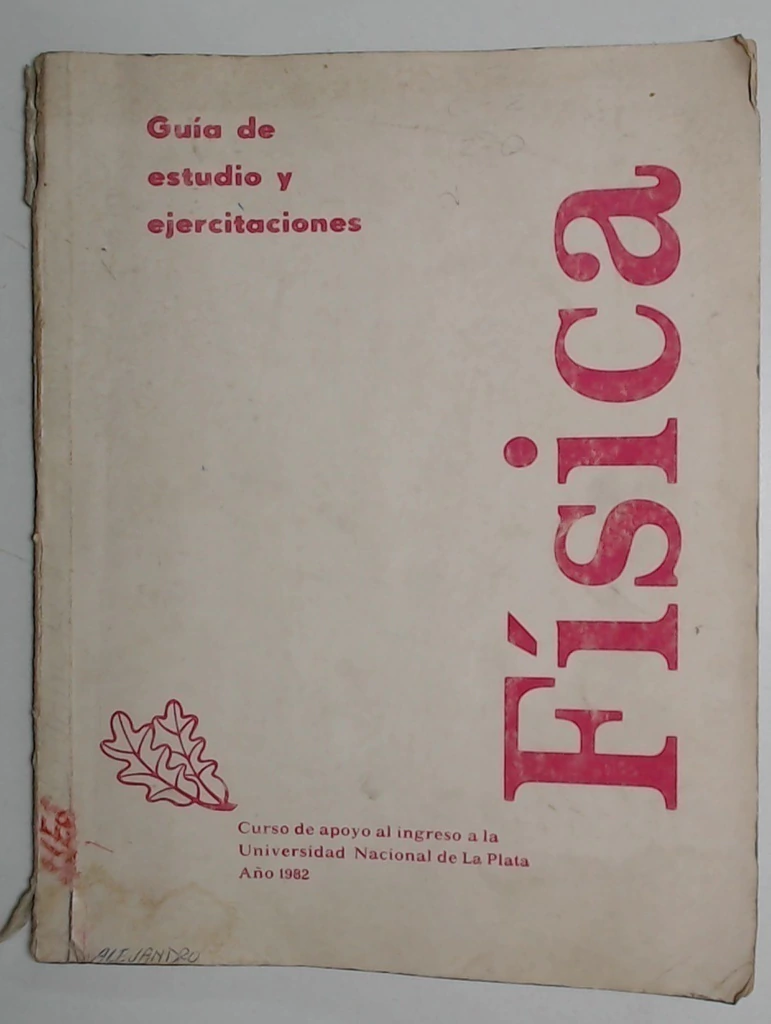 Guía de
estudio y
ejercitaciones
Física
Curso de apoyo al ingreso a la
Universidad Nacional de La Plata
Año 1982
ALEJANDRO